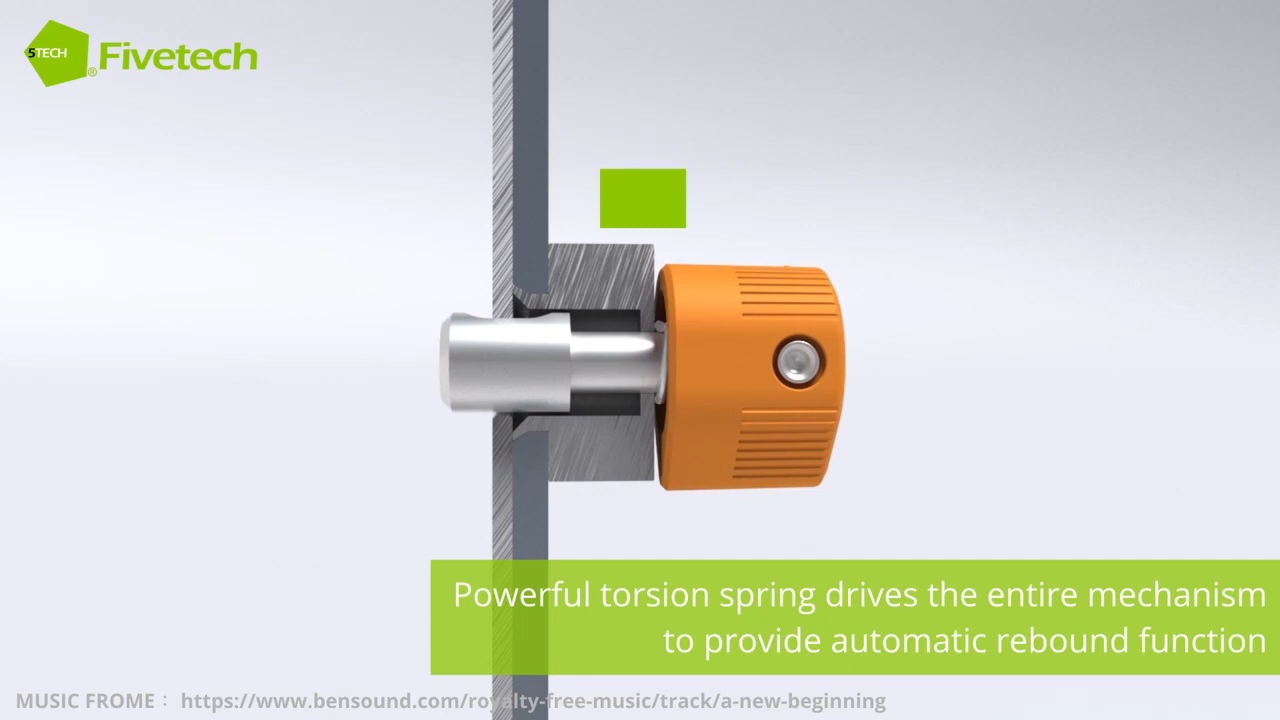 5TECH
® Fivetech
Powerful torsion spring drives the entire mechanism
to provide automatic rebound function
MUSIC FROME： https://www.bensound.com/royalty-free-music/track/a-new-beginning